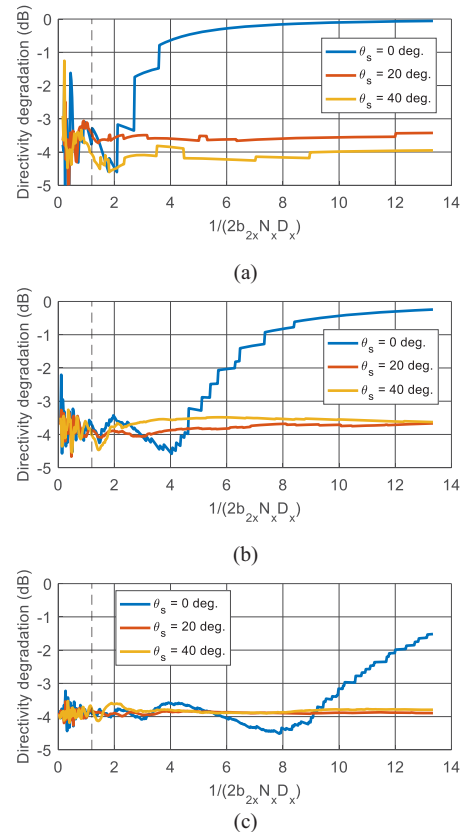 0
-1
-2
-3
-4
-5
Directivity degradation (dB)
θs = 0 deg.
θs = 20 deg.
θs = 40 deg.
0 2 4 6 8 10 12 14
1/(2b2xNxDx)
(a)
0
-1
-2
-3
-4
-5
Directivity degradation (dB)
θs = 0 deg.
θs = 20 deg.
θs = 40 deg.
0 2 4 6 8 10 12 14
1/(2b2xNxDx)
(b)
0
-1
-2
-3
-4
-5
Directivity degradation (dB)
θs = 0 deg.
θs = 20 deg.
θs = 40 deg.
0 2 4 6 8 10 12 14
1/(2b2xNxDx)
(c)